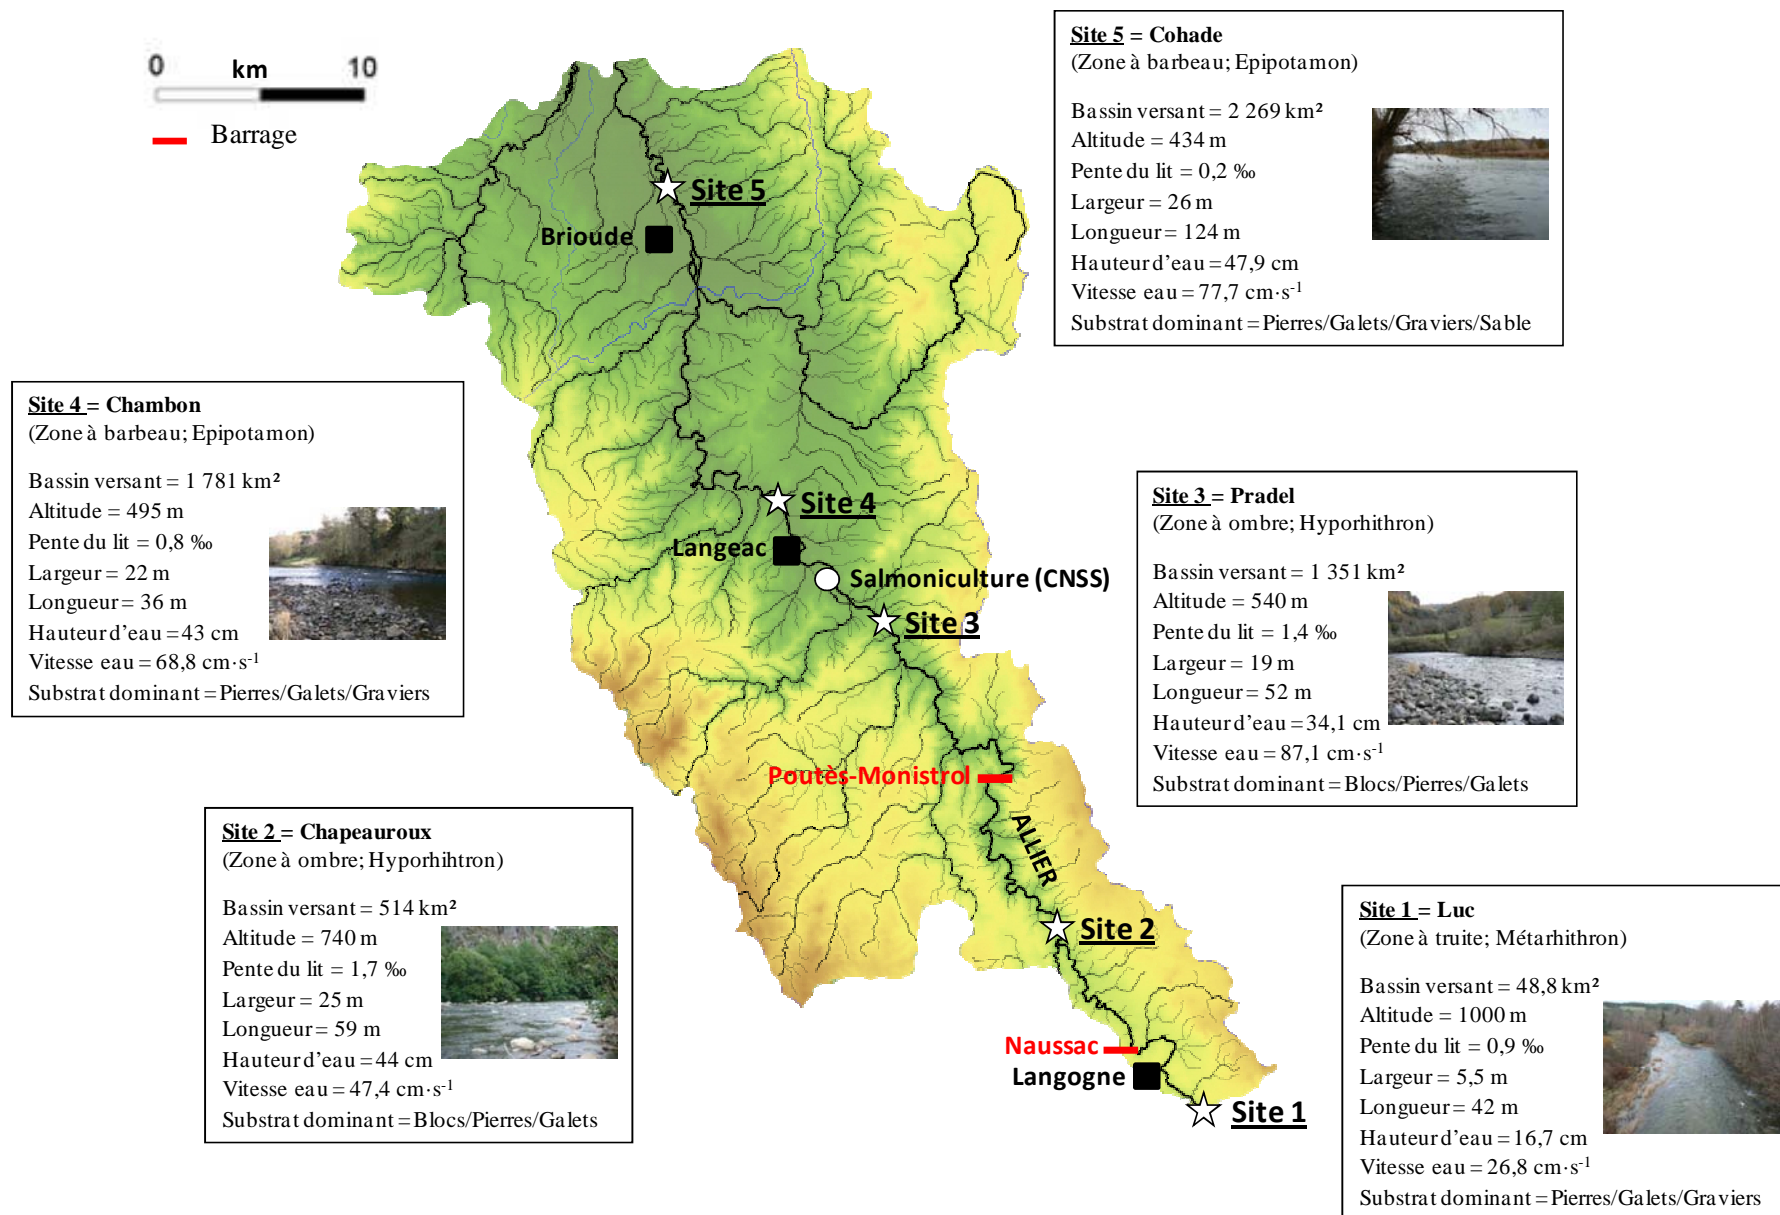 0 km 10
Barrage
Site 5 = Cohade
(Zone à barbeau; Epipotamon)
Bassin versant = 2 269 km²
Altitude = 434 m
Pente du lit = 0,2 ‰
Largeur = 26 m
Longueur = 124 m
Hauteur d'eau = 47,9 cm
Vitesse eau = 77,7 cm·s⁻¹
Substrat dominant = Pierres/Galets/Graviers/Sable
Site 5
Brioude
Site 4 = Chambon
(Zone à barbeau; Epipotamon)
Bassin versant = 1 781 km²
Altitude = 495 m
Pente du lit = 0,8 ‰
Largeur = 22 m
Longueur = 36 m
Hauteur d'eau = 43 cm
Vitesse eau = 68,8 cm·s⁻¹
Substrat dominant = Pierres/Galets/Graviers
Site 4
Langeac
Salmoniculture (CNSS)
Site 3
Site 3 = Pradel
(Zone à ombre; Hyporhithron)
Bassin versant = 1 351 km²
Altitude = 540 m
Pente du lit = 1,4 ‰
Largeur = 19 m
Longueur = 52 m
Hauteur d'eau = 34,1 cm
Vitesse eau = 87,1 cm·s⁻¹
Substrat dominant = Blocs/Pierres/Galets
Poutès-Monistrol
ALLIER
Site 2 = Chapeauroux
(Zone à ombre; Hyporhihtron)
Bassin versant = 514 km²
Altitude = 740 m
Pente du lit = 1,7 ‰
Largeur = 25 m
Longueur = 59 m
Hauteur d'eau = 44 cm
Vitesse eau = 47,4 cm·s⁻¹
Substrat dominant = Blocs/Pierres/Galets
Site 2
Naussac
Langogne
Site 1
Site 1 = Luc
(Zone à truite; Métarhithron)
Bassin versant = 48,8 km²
Altitude = 1000 m
Pente du lit = 0,9 ‰
Largeur = 5,5 m
Longueur = 42 m
Hauteur d'eau = 16,7 cm
Vitesse eau = 26,8 cm·s⁻¹
Substrat dominant = Pierres/Galets/Graviers